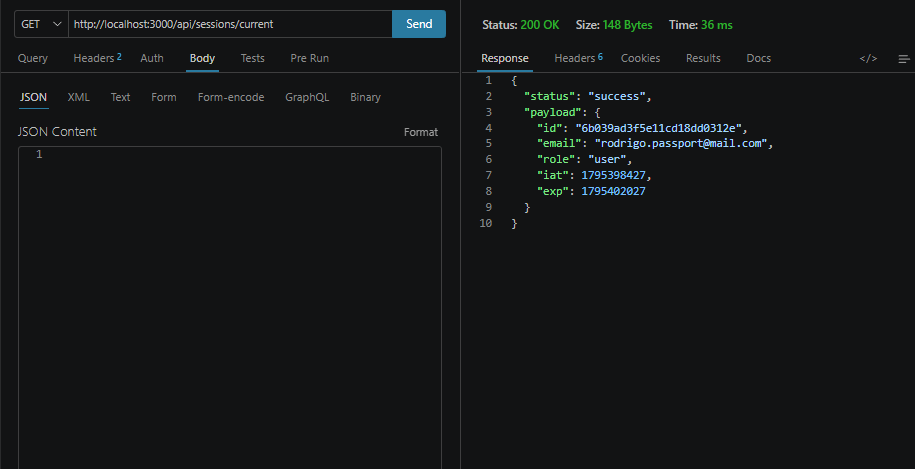 GET http://localhost:3000/api/sessions/current Send
Query Headers 2 Auth Body Tests Pre Run
JSON XML Text Form Form-encode GraphQL Binary
JSON Content Format
1
Status: 200 OK Size: 148 Bytes Time: 36 ms
Response Headers 6 Cookies Results Docs </>
1 {
2 "status": "success",
3 "payload": {
4 "id": "6b039ad3f5e11cd18dd0312e",
5 "email": "rodrigo.passport@mail.com",
6 "role": "user",
7 "iat": 1795398427,
8 "exp": 1795402027
9 }
10 }